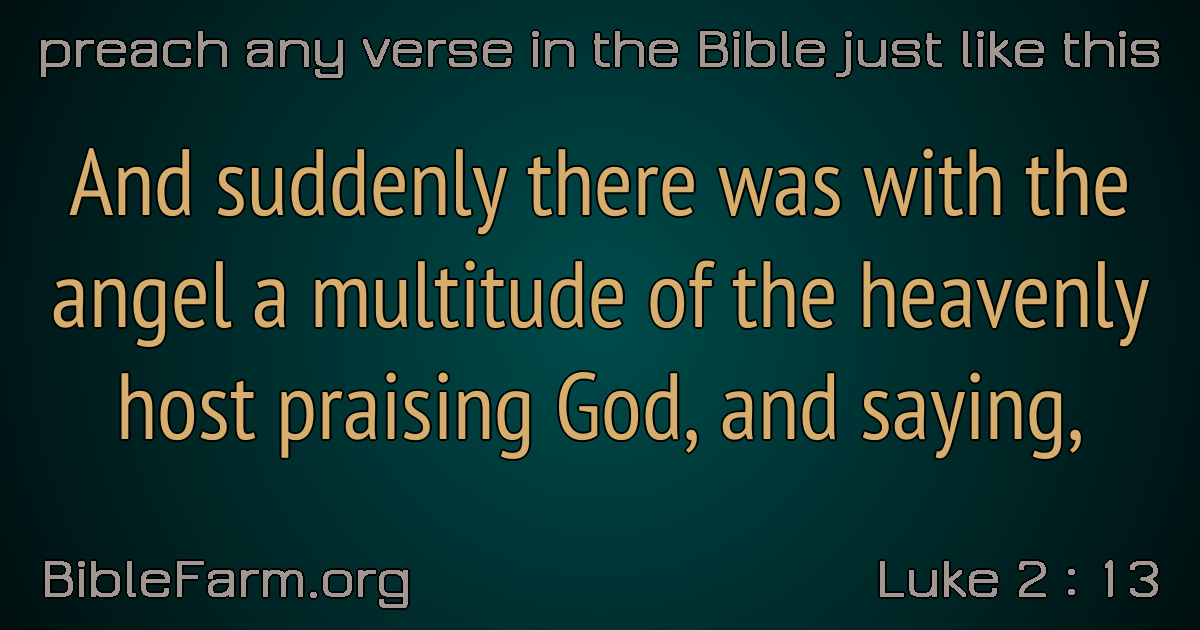 preach any verse in the Bible just like this
And suddenly there was with the
angel a multitude of the heavenly
host praising God, and saying,
BibleFarm.org
Luke 2 : 13